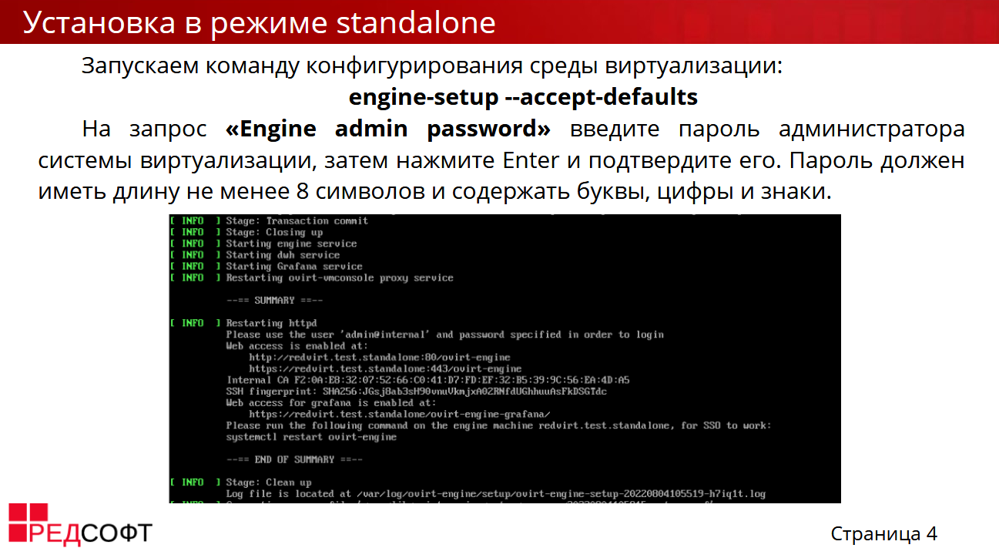 Установка в режиме standalone
Запускаем команду конфигурирования среды виртуализации:
engine-setup --accept-defaults
На запрос «Engine admin password» введите пароль администратора
системы виртуализации, затем нажмите Enter и подтвердите его. Пароль должен
иметь длину не менее 8 символов и содержать буквы, цифры и знаки.
[ INFO  ] Stage: Transaction commit
[ INFO  ] Stage: Closing up
[ INFO  ] Starting engine service
[ INFO  ] Starting dwh service
[ INFO  ] Starting Grafana service
[ INFO  ] Restarting ovirt-vmconsole proxy service
--== SUMMARY ==--
[ INFO  ] Restarting httpd
Please use the user 'admin@internal' and password specified in order to login
Web access is enabled at:
http://redvirt.test.standalone:80/ovirt-engine
https://redvirt.test.standalone:443/ovirt-engine
Internal CA F2:0A:E8:32:07:52:66:C0:41:D7:FD:EF:32:B5:39:9C:56:EA:4D:A5
SSH fingerprint: SHA256:JGsj8ab3sH90vnuVkmjxA02RNfdUGhhuuAsFkDSGTdc
Web access for grafana is enabled at:
https://redvirt.test.standalone/ovirt-engine-grafana/
Please run the following command on the engine machine redvirt.test.standalone, for SSO to work:
systemctl restart ovirt-engine
--== END OF SUMMARY ==--
[ INFO  ] Stage: Clean up
Log file is located at /var/log/ovirt-engine/setup/ovirt-engine-setup-20220804105519-h7iq1t.log
РЕДСОФТ
Страница 4